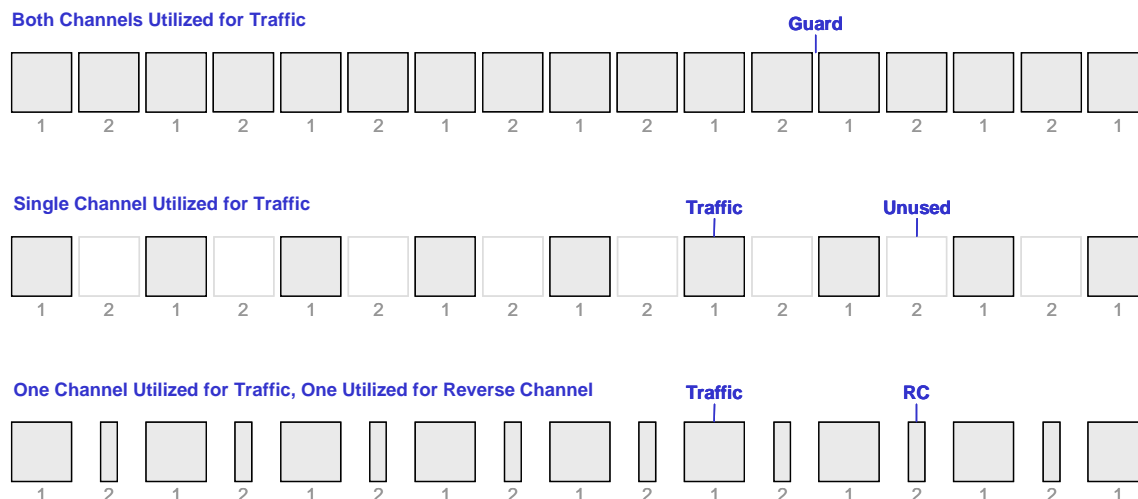 Both Channels Utilized for Traffic
Guard
1 2 1 2 1 2 1 2 1 2 1 2 1 2 1 2 1
Single Channel Utilized for Traffic
Traffic Unused
1 2 1 2 1 2 1 2 1 2 1 2 1 2 1 2 1
One Channel Utilized for Traffic, One Utilized for Reverse Channel Traffic RC
1 2 1 2 1 2 1 2 1 2 1 2 1 2 1 2 1